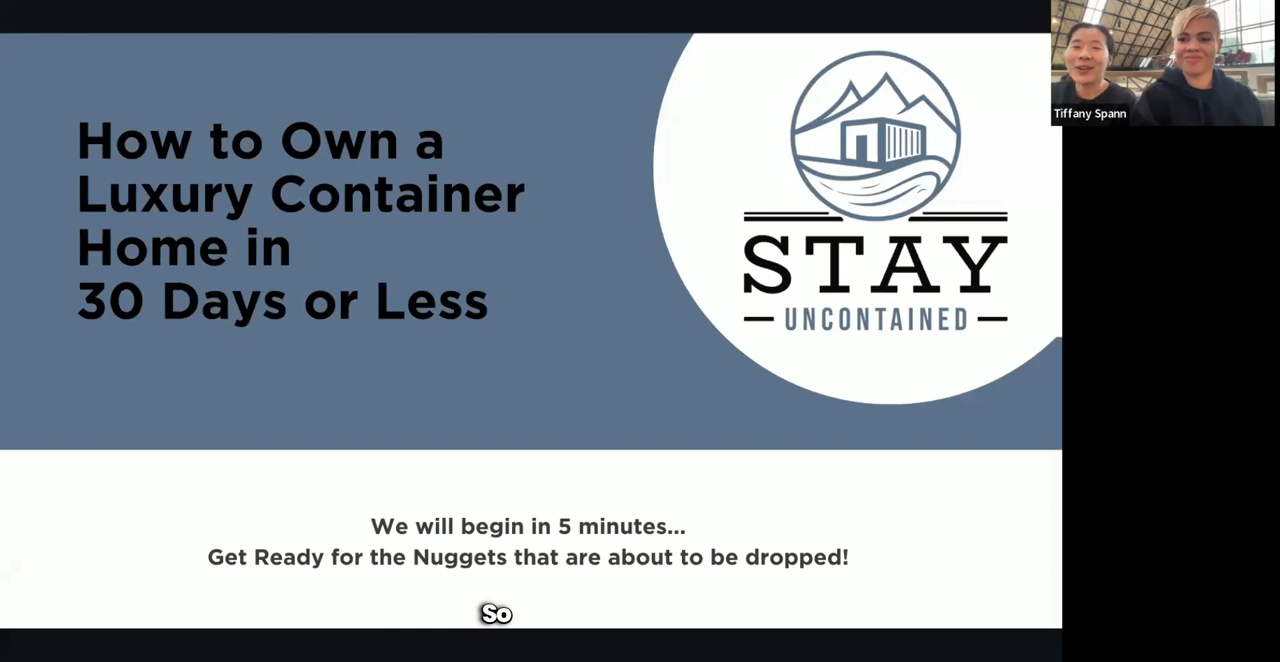 How to Own a
Luxury Container
Home in
30 Days or Less
STAY
UNCONTAINED
We will begin in 5 minutes...
Get Ready for the Nuggets that are about to be dropped!
So
Tiffany Spann